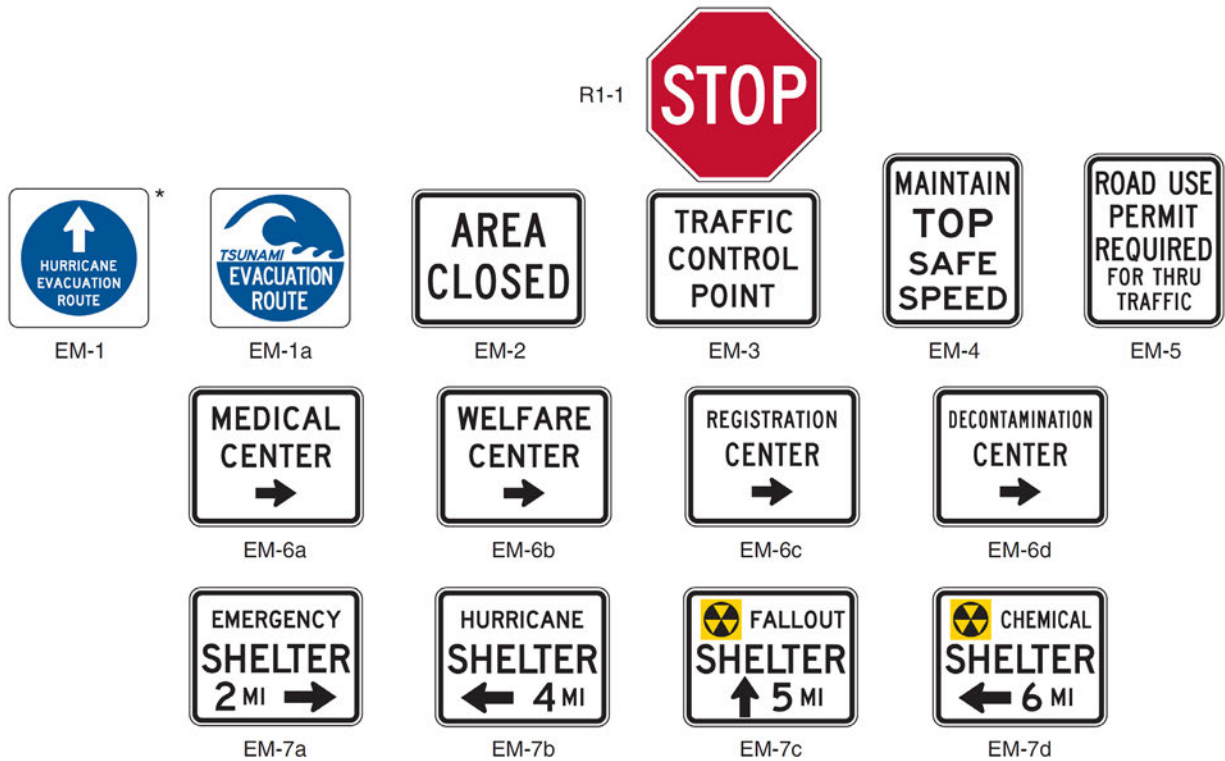 R1-1
STOP
*
HURRICANE
EVACUATION
ROUTE
EM-1
TSUNAMI
EVACUATION
ROUTE
EM-1a
AREA
CLOSED
EM-2
TRAFFIC
CONTROL
POINT
EM-3
MAINTAIN
TOP
SAFE
SPEED
EM-4
ROAD USE
PERMIT
REQUIRED
FOR THRU
TRAFFIC
EM-5
MEDICAL
CENTER
EM-6a
WELFARE
CENTER
EM-6b
REGISTRATION
CENTER
EM-6c
DECONTAMINATION
CENTER
EM-6d
EMERGENCY
SHELTER
2 MI
EM-7a
HURRICANE
SHELTER
4 MI
EM-7b
FALLOUT
SHELTER
5 MI
EM-7c
CHEMICAL
SHELTER
6 MI
EM-7d